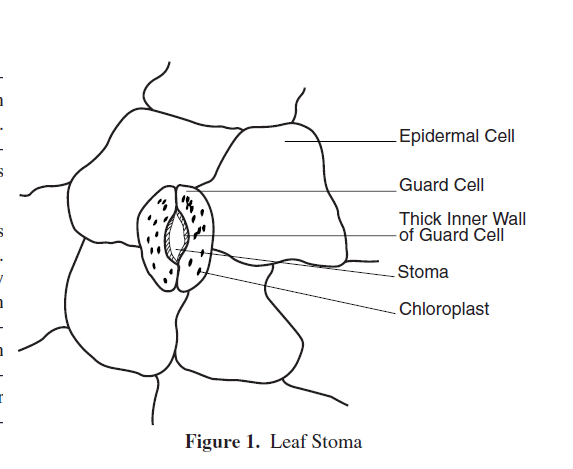 Epidermal Cell
Guard Cell
Thick Inner Wall
of Guard Cell
Stoma
Chloroplast
Figure 1. Leaf Stoma